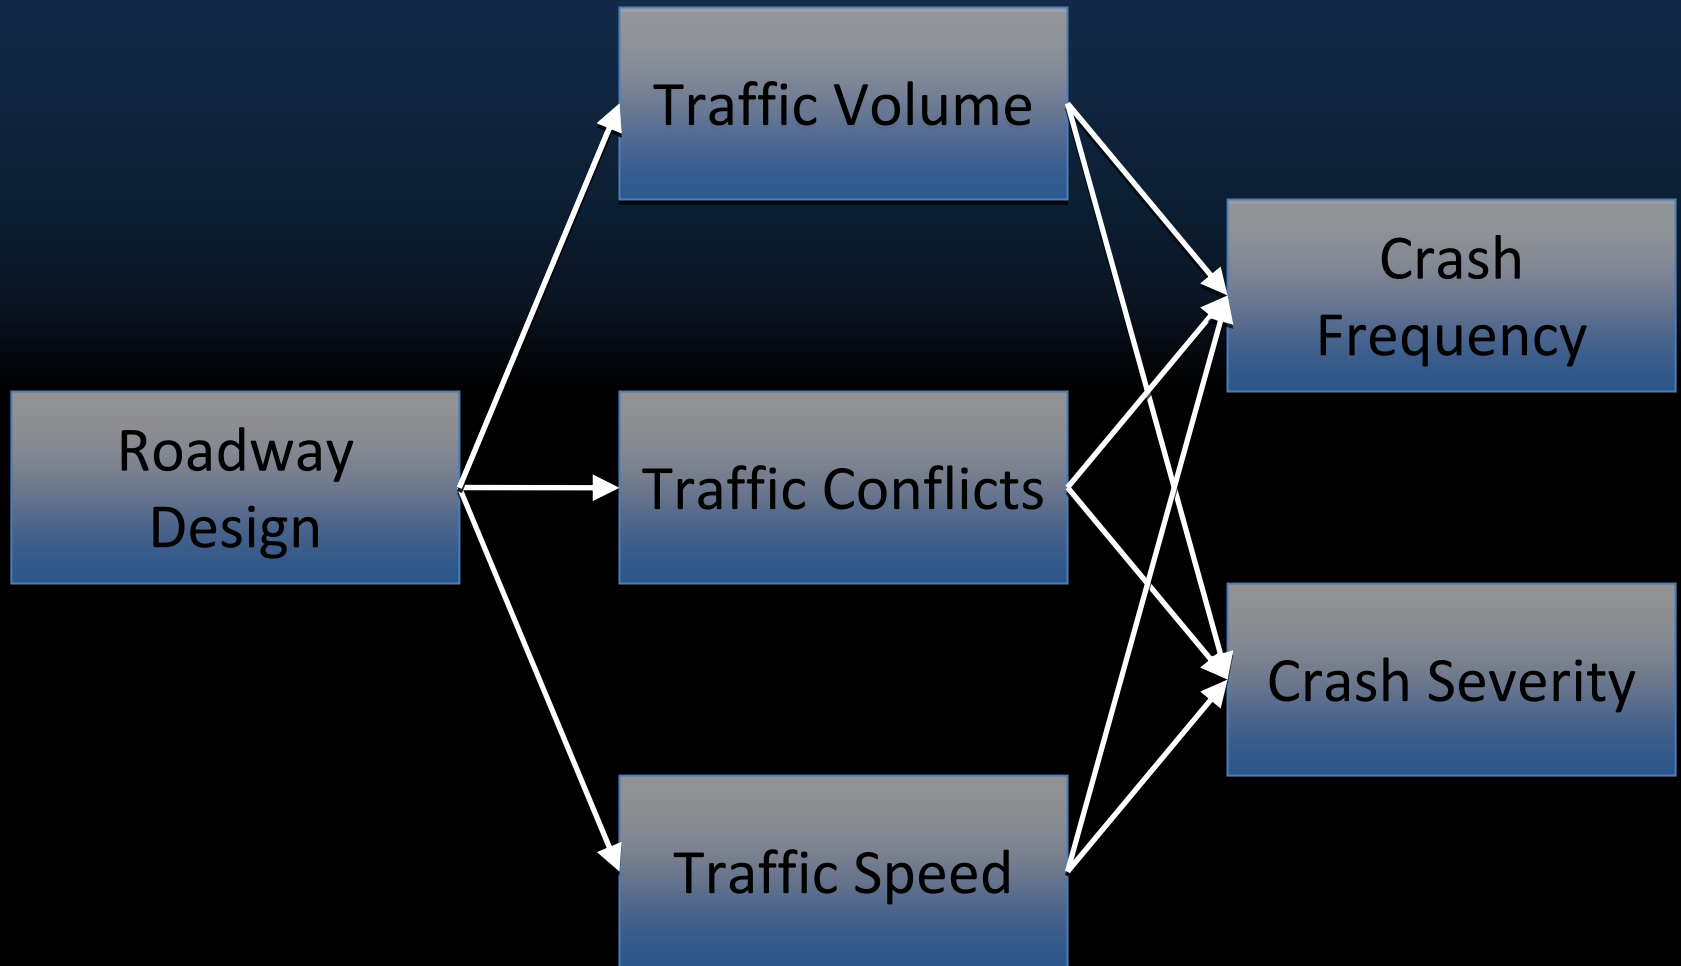 Traffic Volume
Crash
Frequency
Roadway
Design
Traffic Conflicts
Crash Severity
Traffic Speed